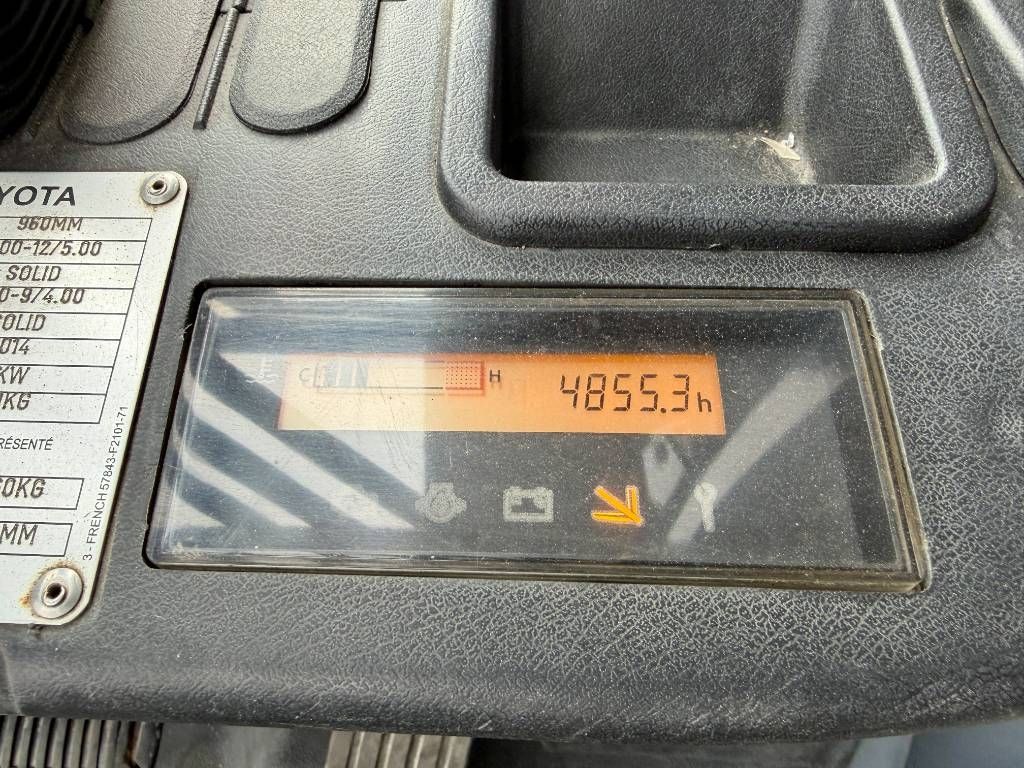 YOTA
960MM
00-12/5.00
SOLID
0-9/4.00
OLID
014
KW
KG
RÉSENTÉ
0KG
MM
3 - FRENCH 57843-F2101-71
C H 4855.3h